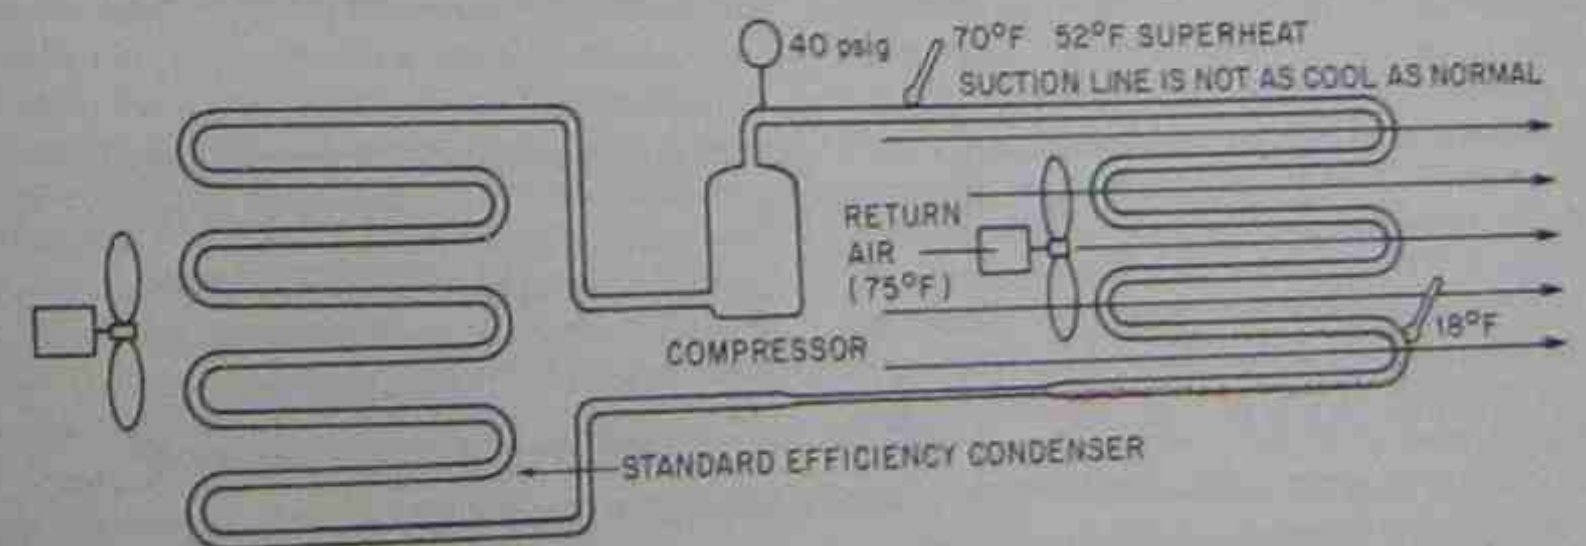 40 psig
70°F 52°F SUPERHEAT
SUCTION LINE IS NOT AS COOL AS NORMAL
RETURN
AIR
(75°F)
18°F
COMPRESSOR
STANDARD EFFICIENCY CONDENSER